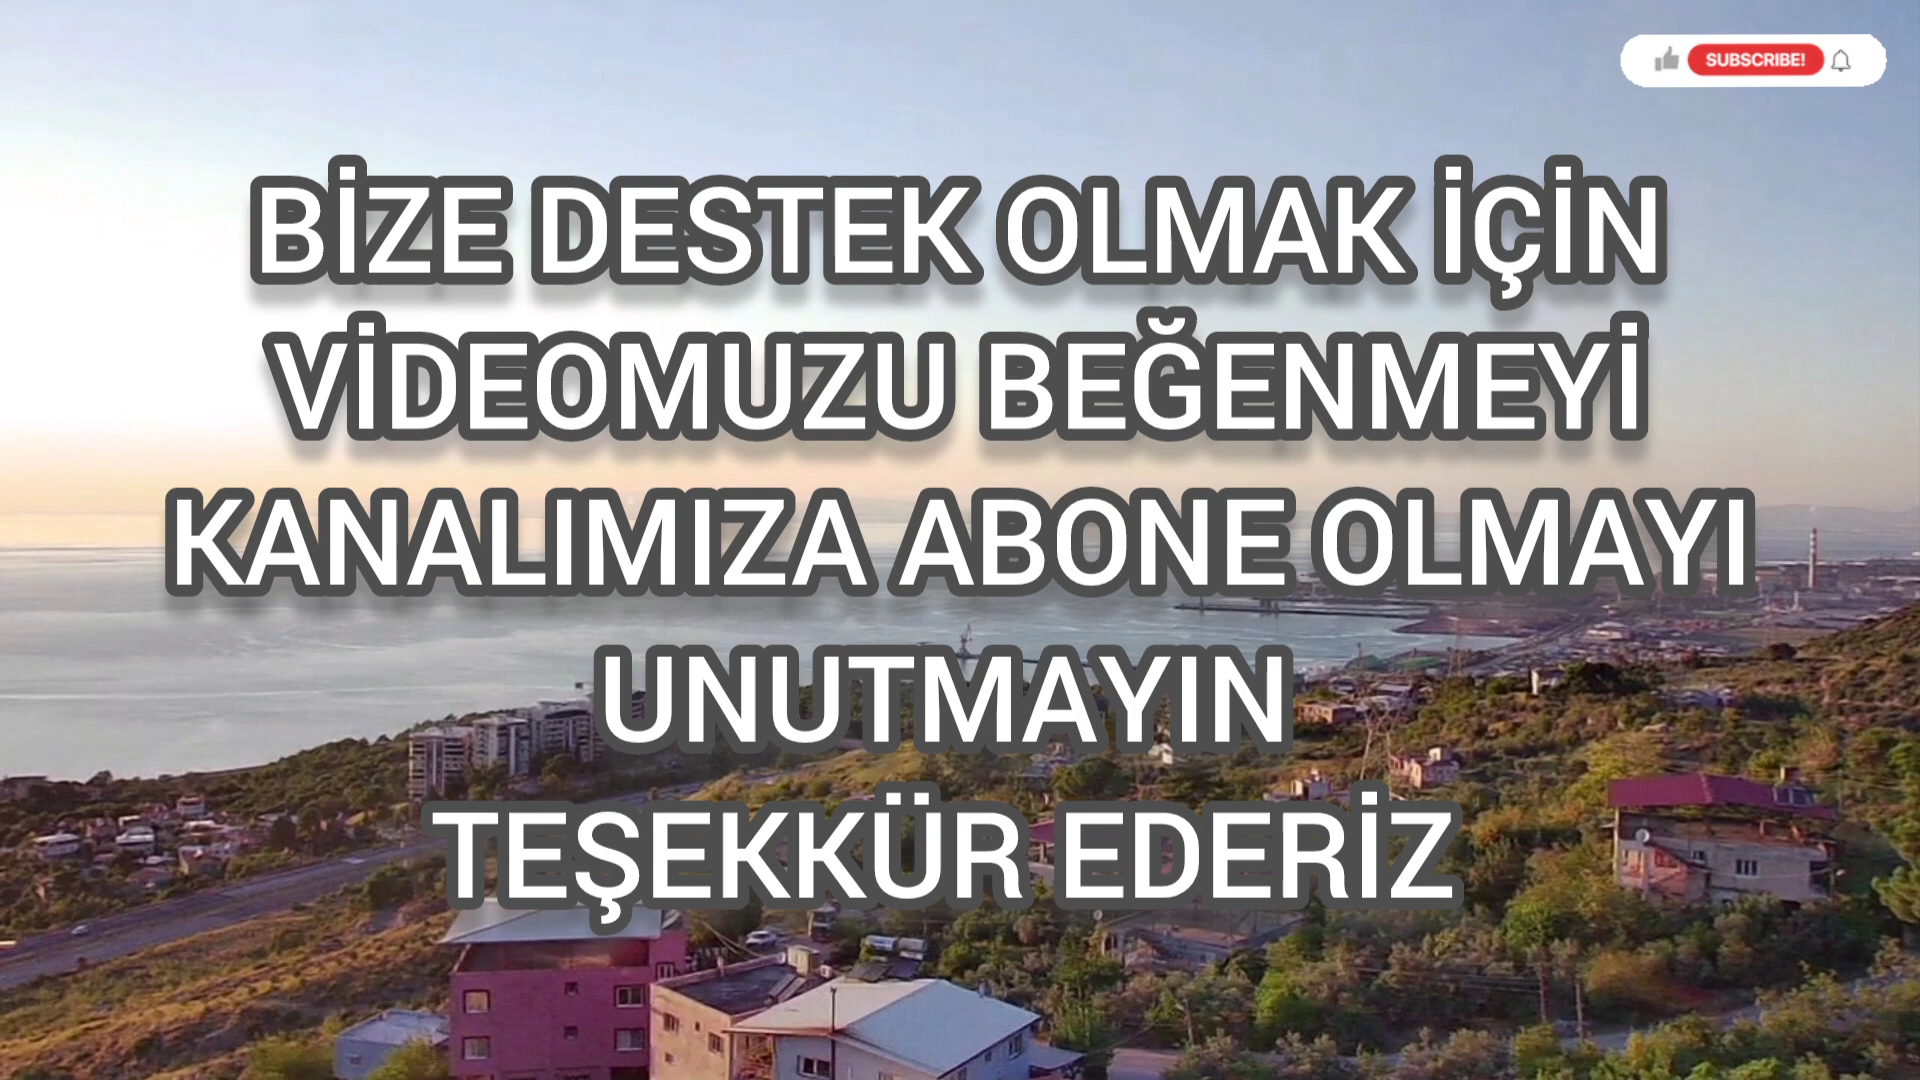 SUBSCRIBE!
BİZE DESTEK OLMAK İÇİN
VİDEOMUZU BEĞENMEYİ
KANALIMIZA ABONE OLMAYI
UNUTMAYIN
TEŞEKKÜR EDERİZ